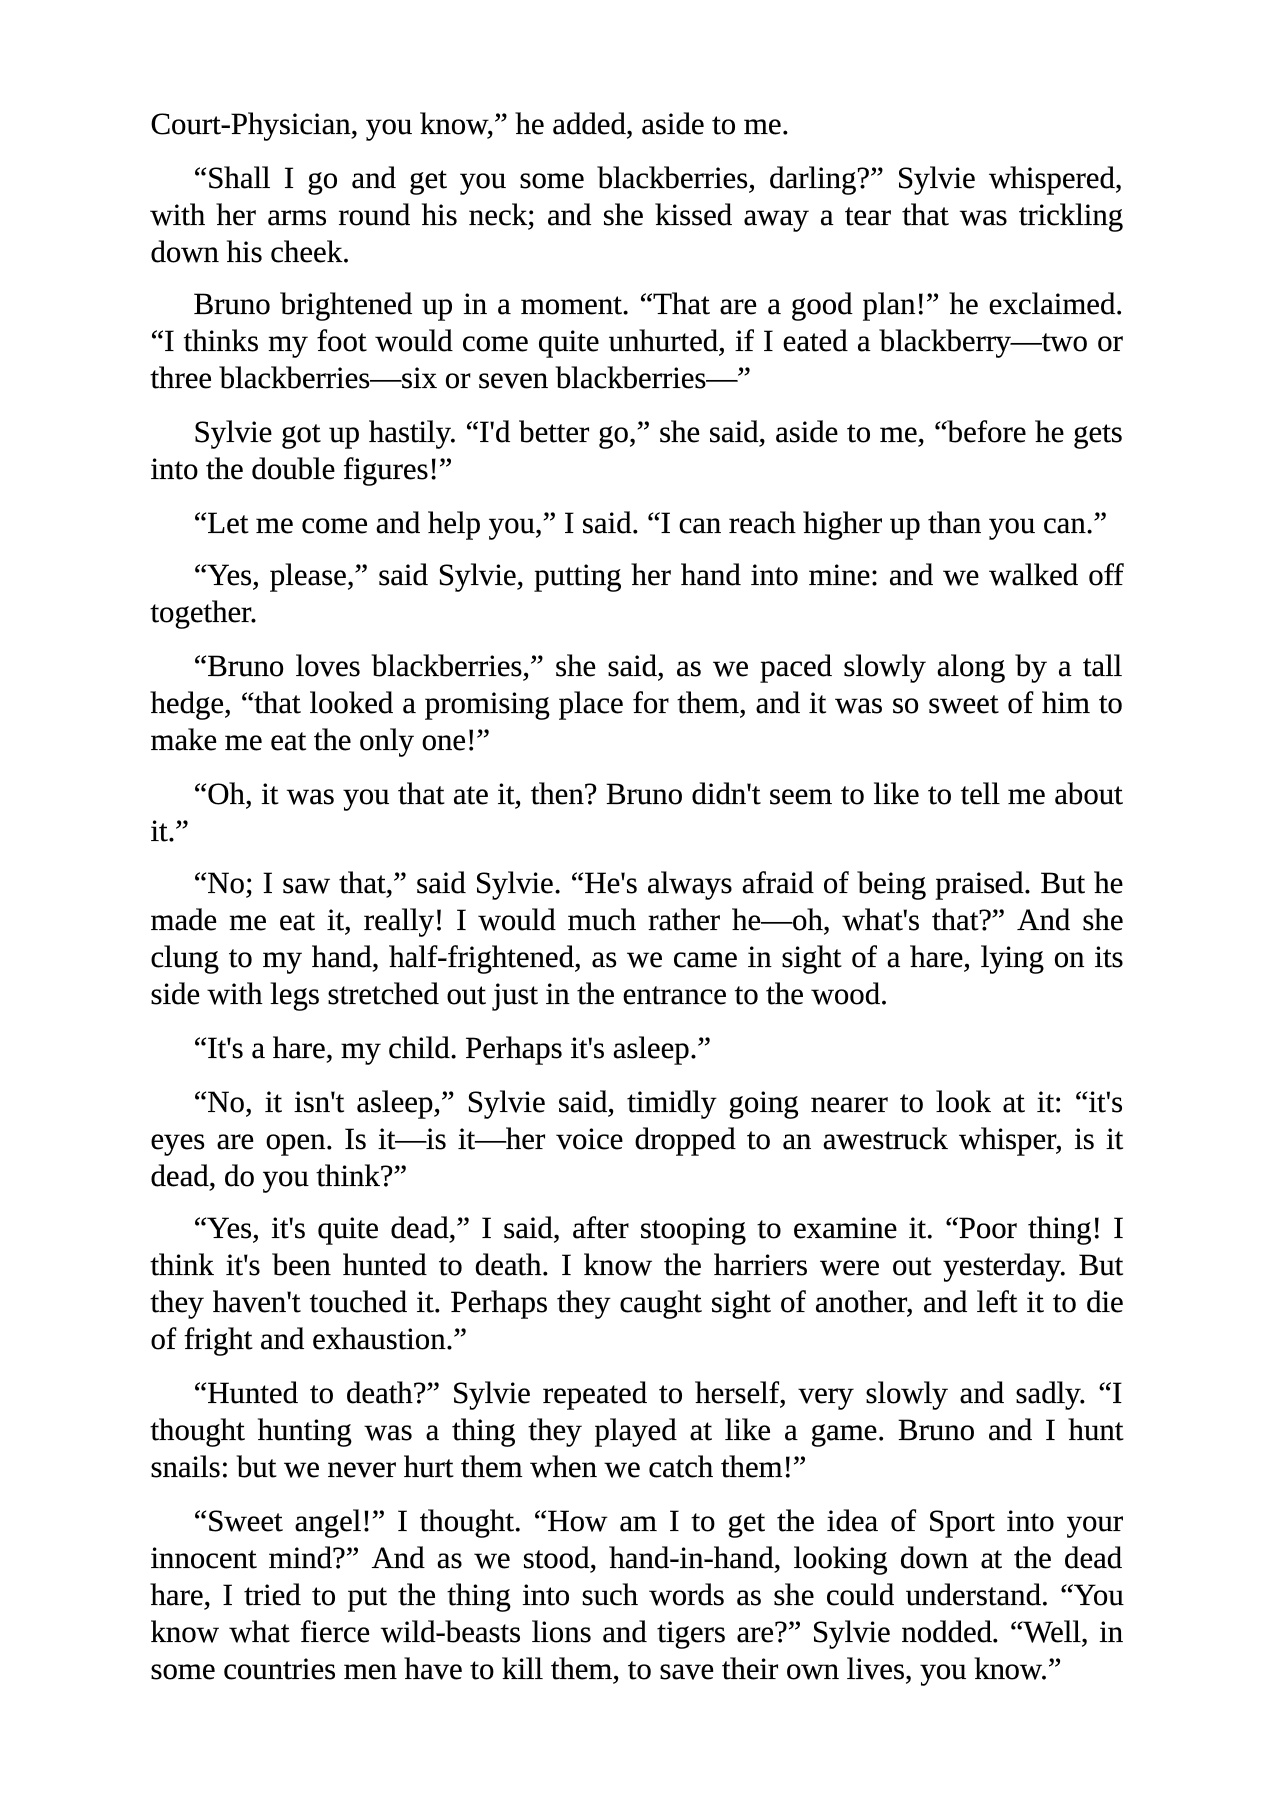 Court-Physician, you know,” he added, aside to me.
“Shall I go and get you some blackberries, darling?” Sylvie whispered,
with her arms round his neck; and she kissed away a tear that was trickling
down his cheek.
Bruno brightened up in a moment. “That are a good plan!” he exclaimed.
“I thinks my foot would come quite unhurted, if I eated a blackberry—two or
three blackberries—six or seven blackberries—”
Sylvie got up hastily. “I'd better go,” she said, aside to me, “before he gets
into the double figures!”
“Let me come and help you,” I said. “I can reach higher up than you can.”
“Yes, please,” said Sylvie, putting her hand into mine: and we walked off
together.
“Bruno loves blackberries,” she said, as we paced slowly along by a tall
hedge, “that looked a promising place for them, and it was so sweet of him to
make me eat the only one!”
“Oh, it was you that ate it, then? Bruno didn't seem to like to tell me about
it.”
“No; I saw that,” said Sylvie. “He's always afraid of being praised. But he
made me eat it, really! I would much rather he—oh, what's that?” And she
clung to my hand, half-frightened, as we came in sight of a hare, lying on its
side with legs stretched out just in the entrance to the wood.
“It's a hare, my child. Perhaps it's asleep.”
“No, it isn't asleep,” Sylvie said, timidly going nearer to look at it: “it's
eyes are open. Is it—is it—her voice dropped to an awestruck whisper, is it
dead, do you think?”
“Yes, it's quite dead,” I said, after stooping to examine it. “Poor thing! I
think it's been hunted to death. I know the harriers were out yesterday. But
they haven't touched it. Perhaps they caught sight of another, and left it to die
of fright and exhaustion.”
“Hunted to death?” Sylvie repeated to herself, very slowly and sadly. “I
thought hunting was a thing they played at like a game. Bruno and I hunt
snails: but we never hurt them when we catch them!”
“Sweet angel!” I thought. “How am I to get the idea of Sport into your
innocent mind?” And as we stood, hand-in-hand, looking down at the dead
hare, I tried to put the thing into such words as she could understand. “You
know what fierce wild-beasts lions and tigers are?” Sylvie nodded. “Well, in
some countries men have to kill them, to save their own lives, you know.”